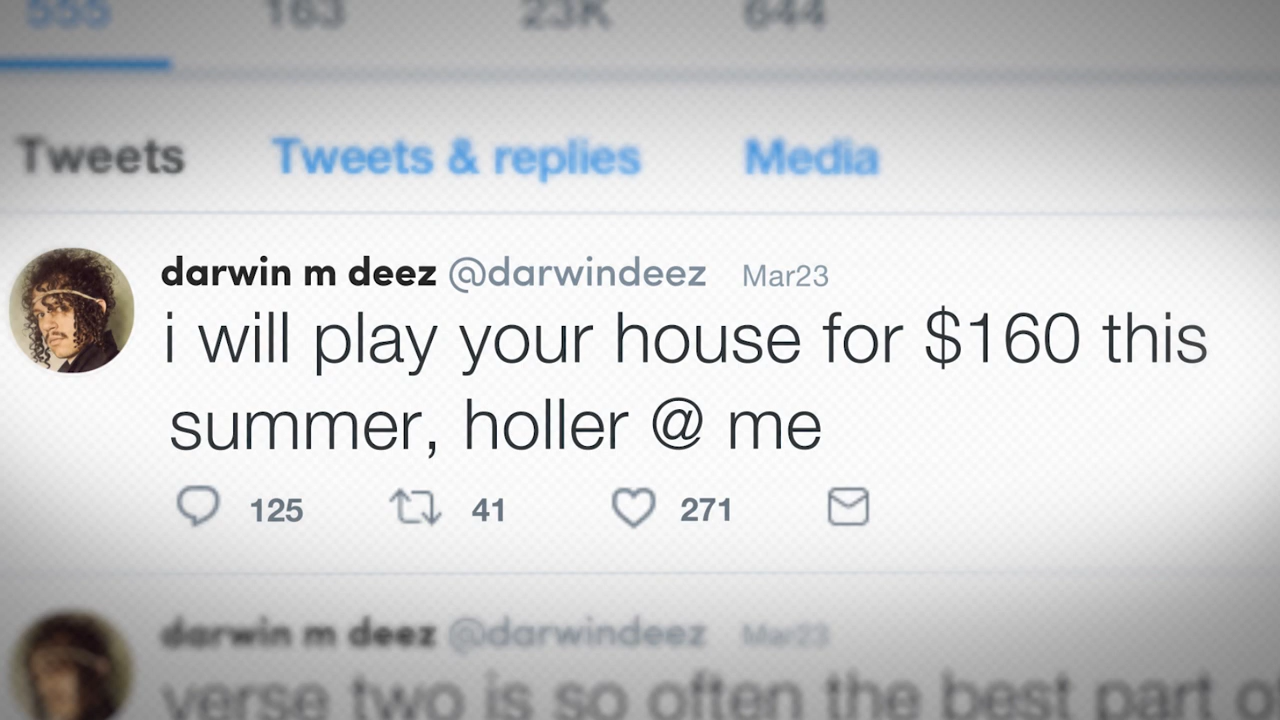 555 163 23K 644
Tweets Tweets & replies Media
darwin m deez @darwindeez Mar23
i will play your house for $160 this
summer, holler @ me
125 41 271
darwin m deez @darwindeez Mar23
verse two is so often the best part of